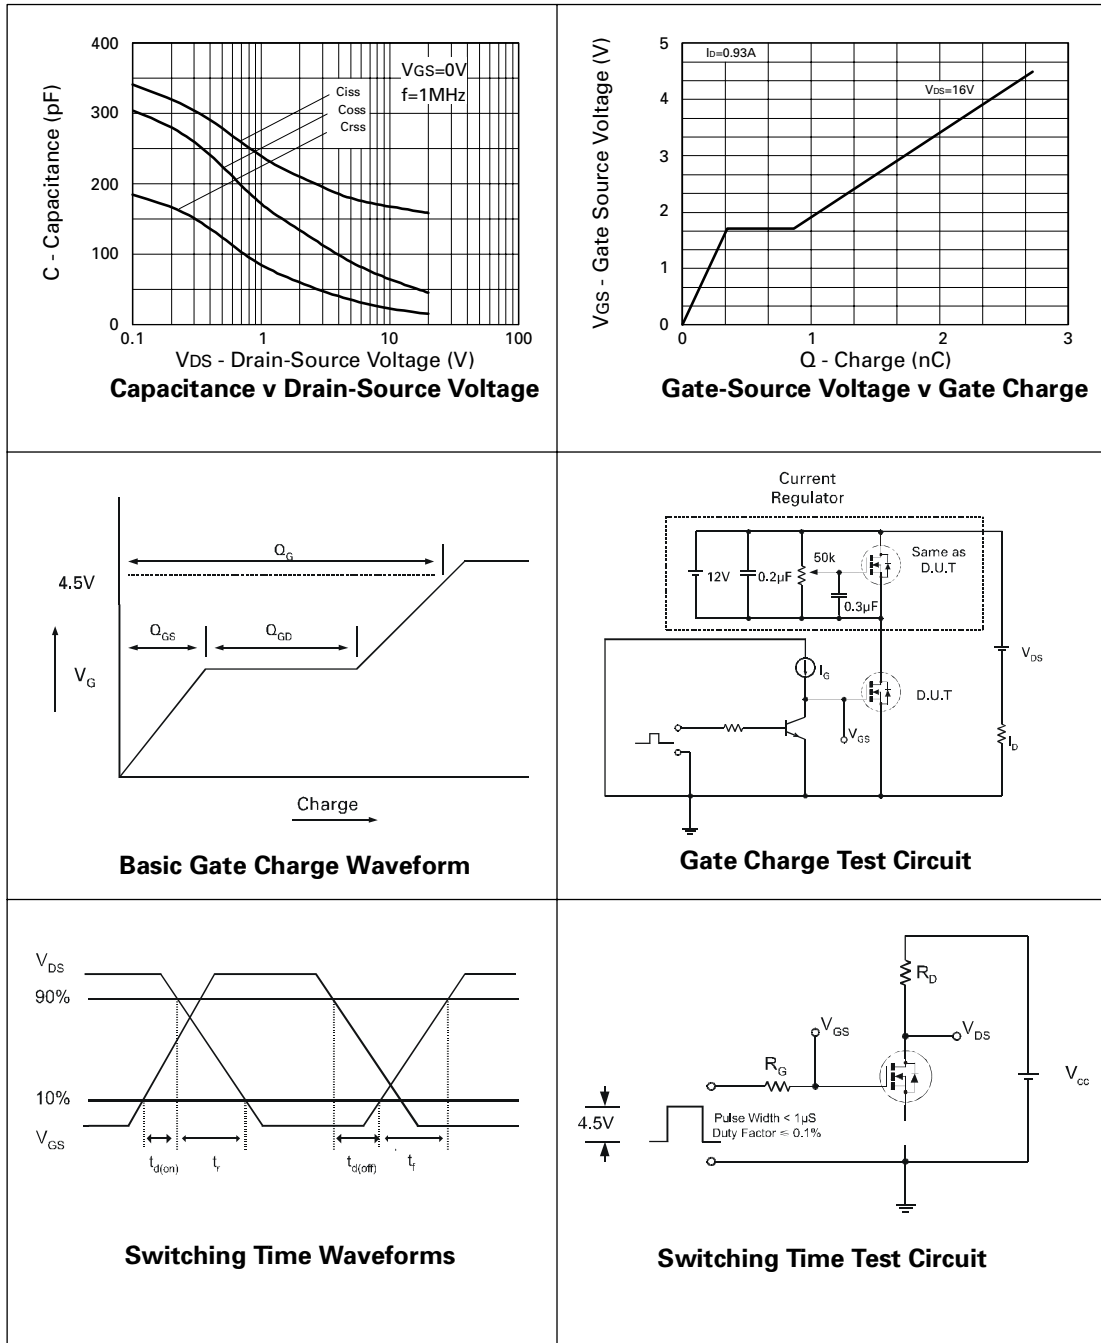 400
300
200
100
0
0.1
1
10
100
C - Capacitance (pF)
VGS=0V
f=1MHz
Ciss
Coss
Crss
VDS - Drain-Source Voltage (V)
Capacitance v Drain-Source Voltage
5
4
3
2
1
0
0
1
2
3
VGS - Gate Source Voltage (V)
ID=0.93A
VDS=16V
Q - Charge (nC)
Gate-Source Voltage v Gate Charge
QG
4.5V
QGS
QGD
VG
Charge
Basic Gate Charge Waveform
Current
Regulator
12V
0.2µF
50k
0.3µF
Same as
D.U.T
IG
VDS
D.U.T
VGS
ID
Gate Charge Test Circuit
VDS
90%
10%
VGS
td(on)
tr
td(off)
tf
Switching Time Waveforms
RD
VGS
VDS
RG
Vcc
4.5V
Pulse Width < 1µS
Duty Factor ≤ 0.1%
Switching Time Test Circuit